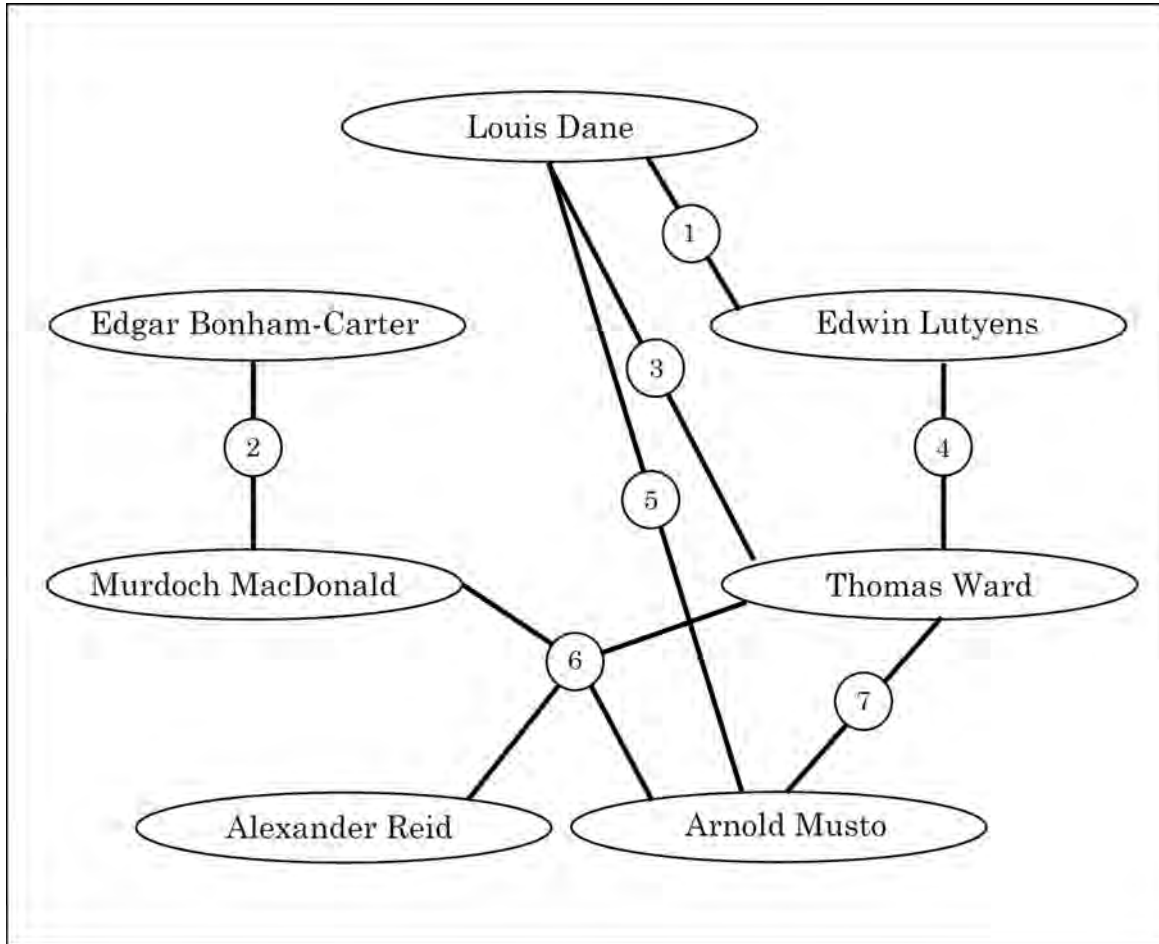 Louis Dane
1
Edgar Bonham-Carter
Edwin Lutyens
3
2
4
5
Murdoch MacDonald
Thomas Ward
6
7
Alexander Reid
Arnold Musto